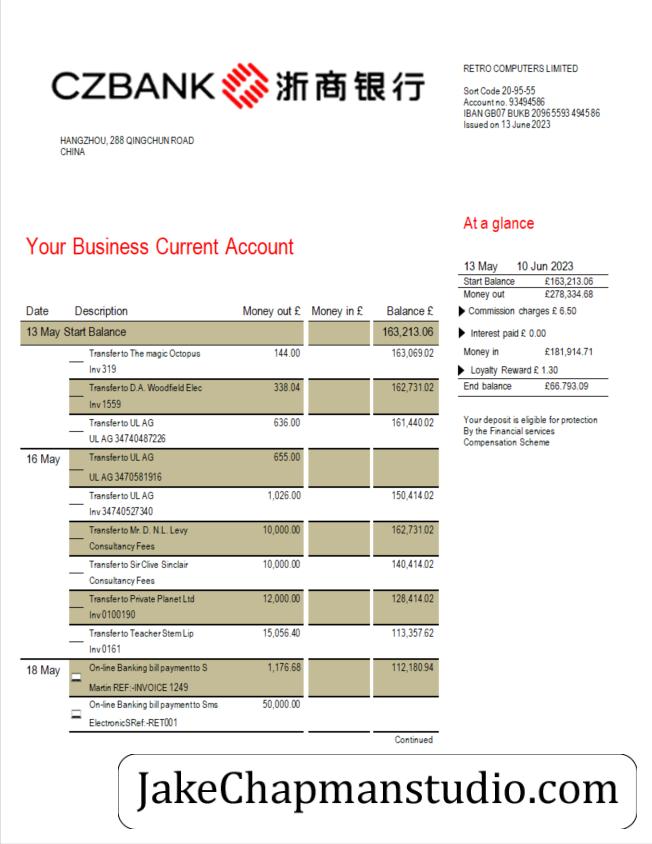 CZBANK 浙商银行
HANGZHOU, 288 QINGCHUN ROAD
CHINA
RETRO COMPUTERS LIMITED
Sort Code 20-95-55
Account no. 93494586
IBAN GB07 BUKB 2096 5593 4945 86
Issued on 13 June 2023
Your Business Current Account
At a glance
13 May 10 Jun 2023
Start Balance £163,213.06
Money out £278,334.68
Commission charges £ 6.50
Interest paid £ 0.00
Money in £181,914.71
Loyalty Reward £ 1.30
End balance £66.793.09
Your deposit is eligible for protection
By the Financial services
Compensation Scheme
Date Description Money out £ Money in £ Balance £
13 May Start Balance 163,213.06
Transfer to The magic Octopus 144.00 163,069.02
Inv 319
Transfer to D.A. Woodfield Elec 338.04 162,731.02
Inv 1559
Transfer to UL AG 636.00 161,440.02
UL AG 34740487226
16 May Transfer to UL AG 655.00
UL AG 3470581916
Transfer to UL AG 1,026.00 150,414.02
Inv 34740527340
Transfer to Mr. D. N.L. Levy 10,000.00 162,731.02
Consultancy Fees
Transfer to Sir Clive Sinclair 10,000.00 140,414.02
Consultancy Fees
Transfer to Private Planet Ltd 12,000.00 128,414.02
Inv 0100190
Transfer to Teacher Stem Lip 15,056.40 113,357.62
Inv 0161
18 May On-line Banking bill payment to S 1,176.68 112,180.94
Martin REF:-INVOICE 1249
On-line Banking bill payment to Sms 50,000.00
ElectronicSRef:-RET001
Continued
JakeChapmanstudio.com